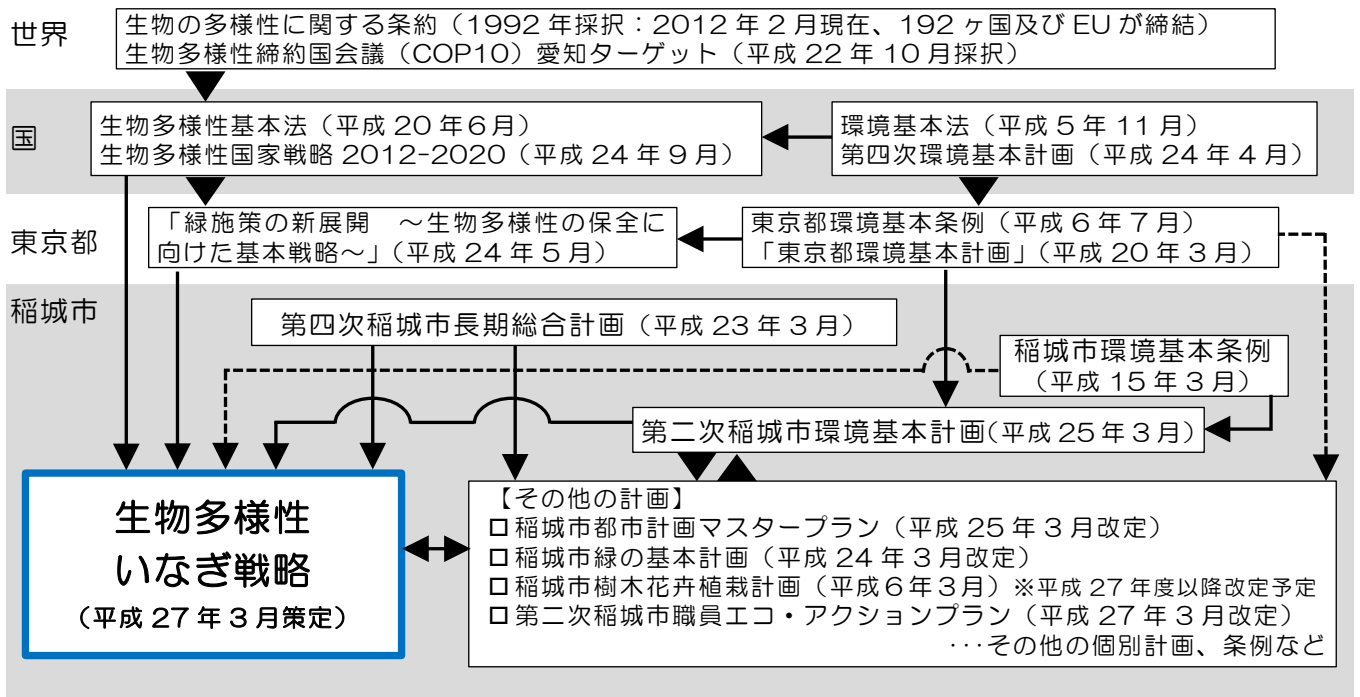 世界
生物の多様性に関する条約（1992年採択：2012年2月現在、192ヶ国及びEUが締結）
生物多様性締約国会議（COP10）愛知ターゲット（平成22年10月採択）
国
生物多様性基本法（平成20年6月）
生物多様性国家戦略2012-2020（平成24年9月）
環境基本法（平成5年11月）
第四次環境基本計画（平成24年4月）
東京都
「緑施策の新展開　～生物多様性の保全に
向けた基本戦略～」（平成24年5月）
東京都環境基本条例（平成6年7月）
「東京都環境基本計画」（平成20年3月）
稲城市
第四次稲城市長期総合計画（平成23年3月）
稲城市環境基本条例
（平成15年3月）
第二次稲城市環境基本計画(平成25年3月）
生物多様性
いなぎ戦略
（平成27年3月策定）
【その他の計画】
□稲城市都市計画マスタープラン（平成25年3月改定）
□稲城市緑の基本計画（平成24年3月改定）
□稲城市樹木花卉植栽計画（平成6年3月）※平成27年度以降改定予定
□第二次稲城市職員エコ・アクションプラン（平成27年3月改定）
…その他の個別計画、条例など